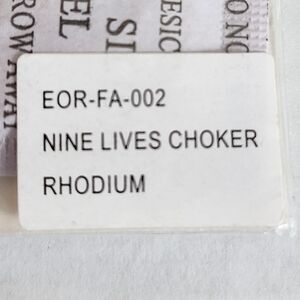 EOR-FA-002
NINE LIVES CHOKER
RHODIUM